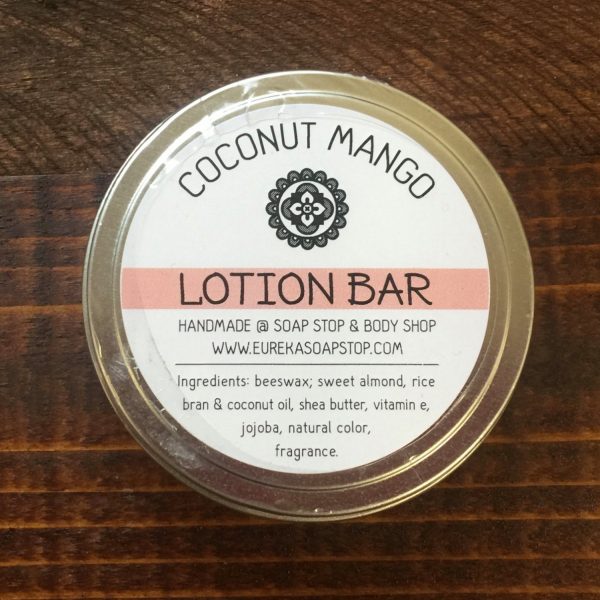 COCONUT MANGO
LOTION BAR
HANDMADE @ SOAP STOP & BODY SHOP
WWW.EUREKASOAPSTOP.COM
Ingredients: beeswax; sweet almond, rice
bran & coconut oil, shea butter, vitamin e,
jojoba, natural color,
fragrance.